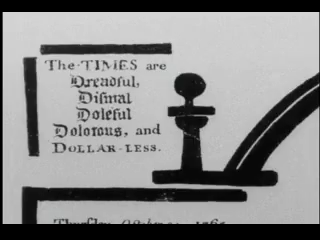 The TIMES are
Dreadful,
Dismal
Doleful
Dolorous, and
DOLLAR-LESS.